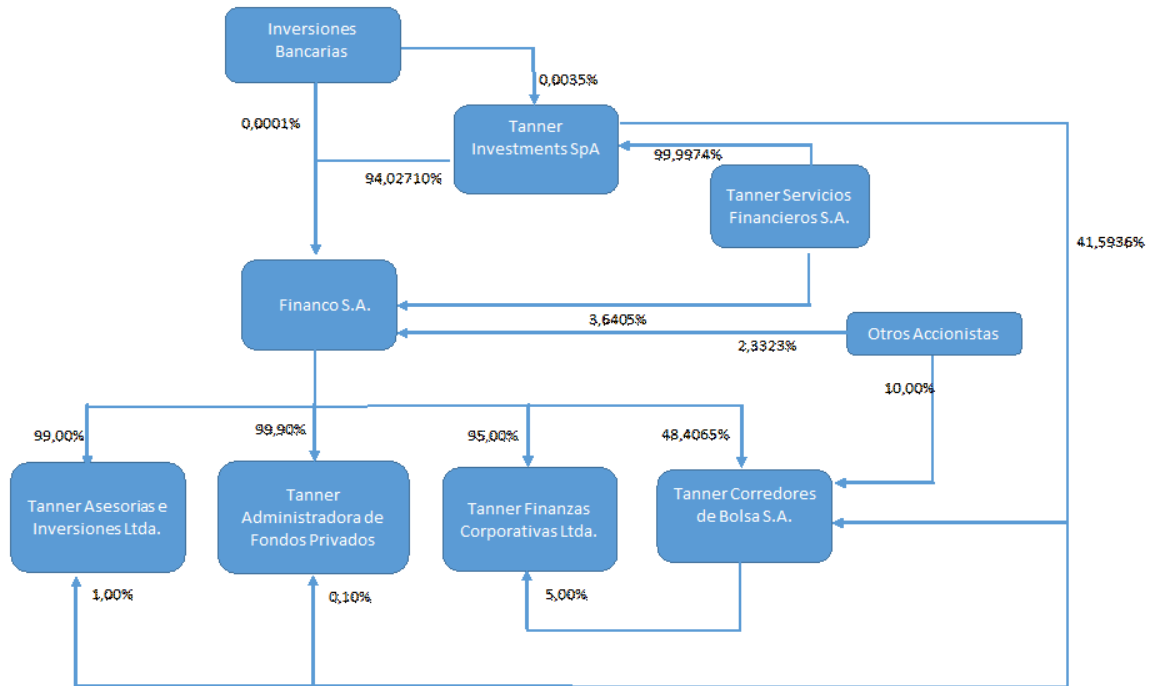 Inversiones
Bancarias
0,0035%
0,0001%
Tanner
Investments SpA
99,9974%
94,02710%
Tanner Servicios
Financieros S.A.
41,5936%
Financo S.A.
3,6405%
Otros Accionistas
2,3323%
10,00%
99,00%
99,90%
95,00%
48,4065%
Tanner Asesorias e
Inversiones Ltda.
Tanner
Administradora de
Fondos Privados
Tanner Finanzas
Corporativas Ltda.
Tanner Corredores
de Bolsa S.A.
1,00%
0,10%
5,00%